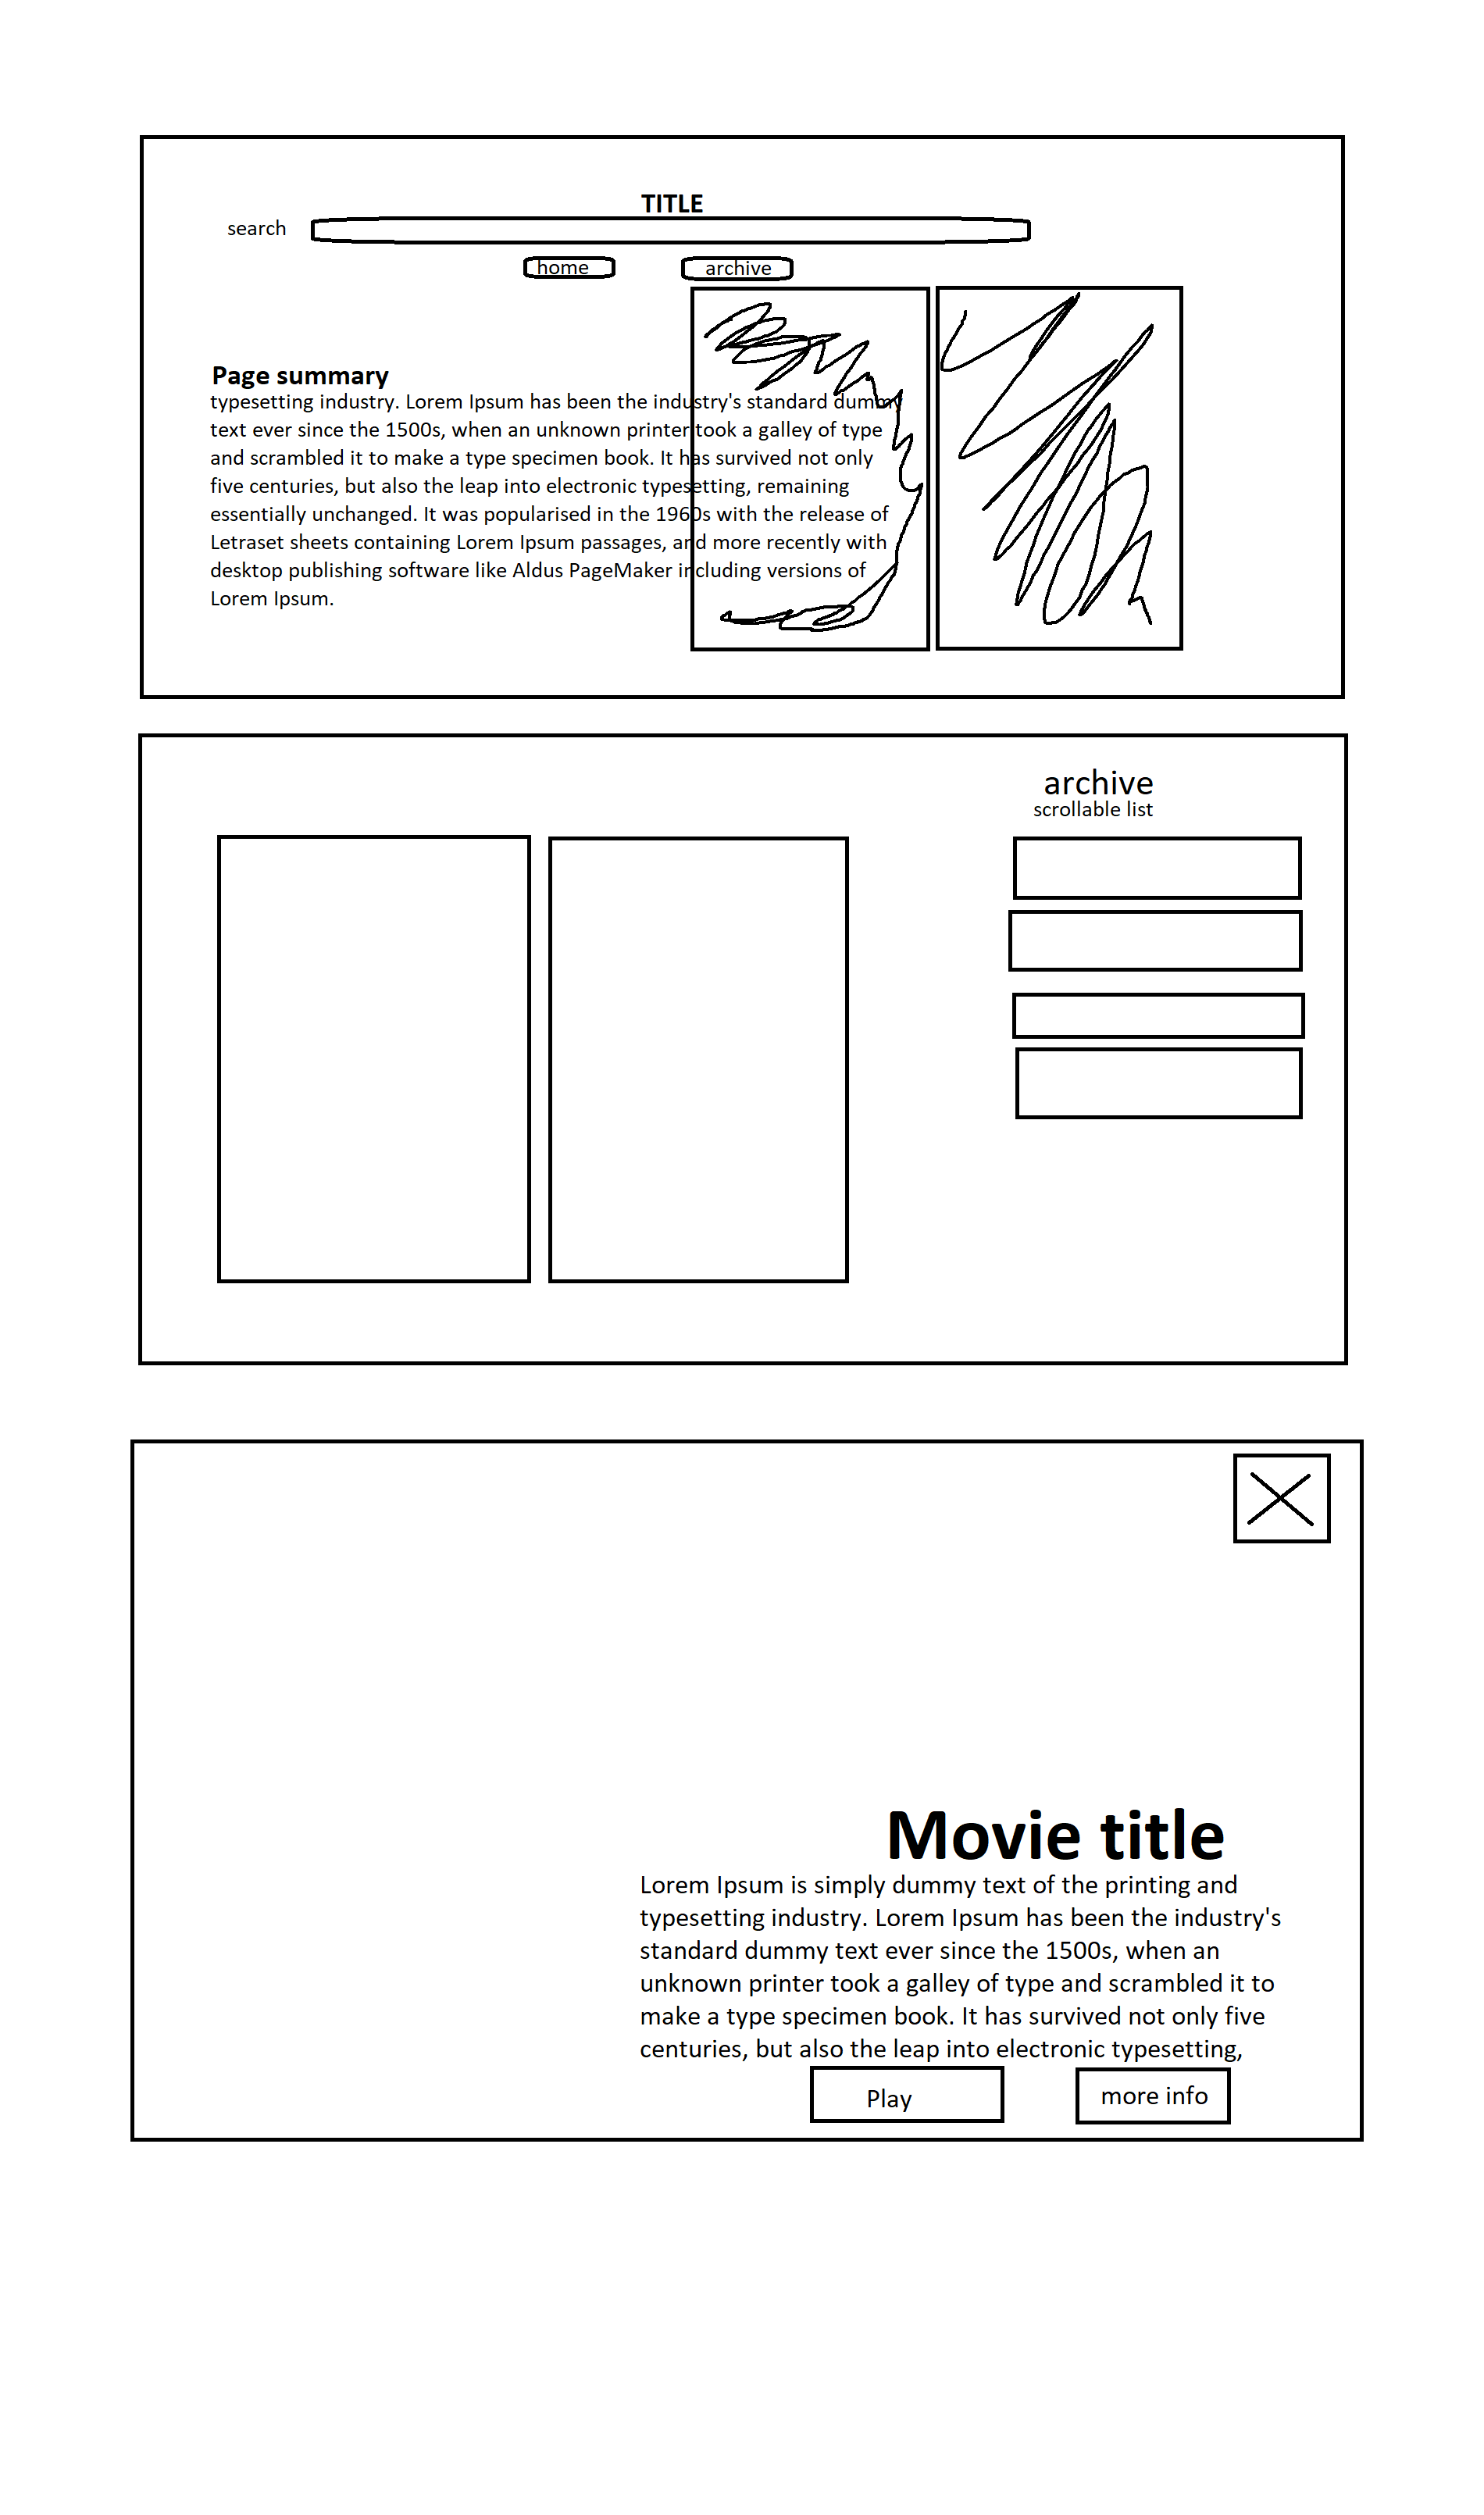 TITLE
search
home
archive
Page summary
typesetting industry. Lorem Ipsum has been the industry's standard dummy
text ever since the 1500s, when an unknown printer took a galley of type
and scrambled it to make a type specimen book. It has survived not only
five centuries, but also the leap into electronic typesetting, remaining
essentially unchanged. It was popularised in the 1960s with the release of
Letraset sheets containing Lorem Ipsum passages, and more recently with
desktop publishing software like Aldus PageMaker including versions of
Lorem Ipsum.
archive
scrollable list
Movie title
Lorem Ipsum is simply dummy text of the printing and
typesetting industry. Lorem Ipsum has been the industry's
standard dummy text ever since the 1500s, when an
unknown printer took a galley of type and scrambled it to
make a type specimen book. It has survived not only five
centuries, but also the leap into electronic typesetting,
Play
more info